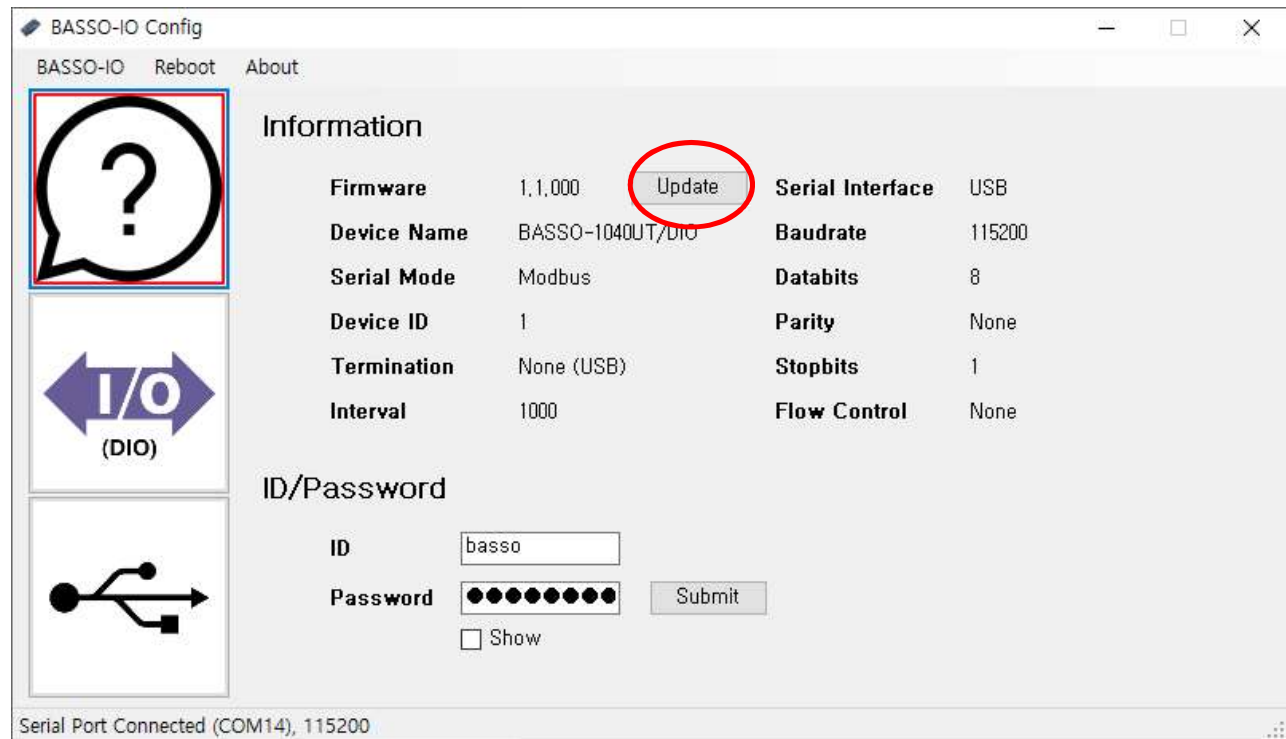 BASSO-IO Config
BASSO-IO Reboot About
?
Information
Firmware 1,1,000 Update Serial Interface USB
Device Name BASSO-1040UT/DIO Baudrate 115200
Serial Mode Modbus Databits 8
Device ID 1 Parity None
Termination None (USB) Stopbits 1
Interval 1000 Flow Control None
I/O
(DIO)
ID/Password
ID basso
Password ●●●●●●●● Submit
Show
Serial Port Connected (COM14), 115200